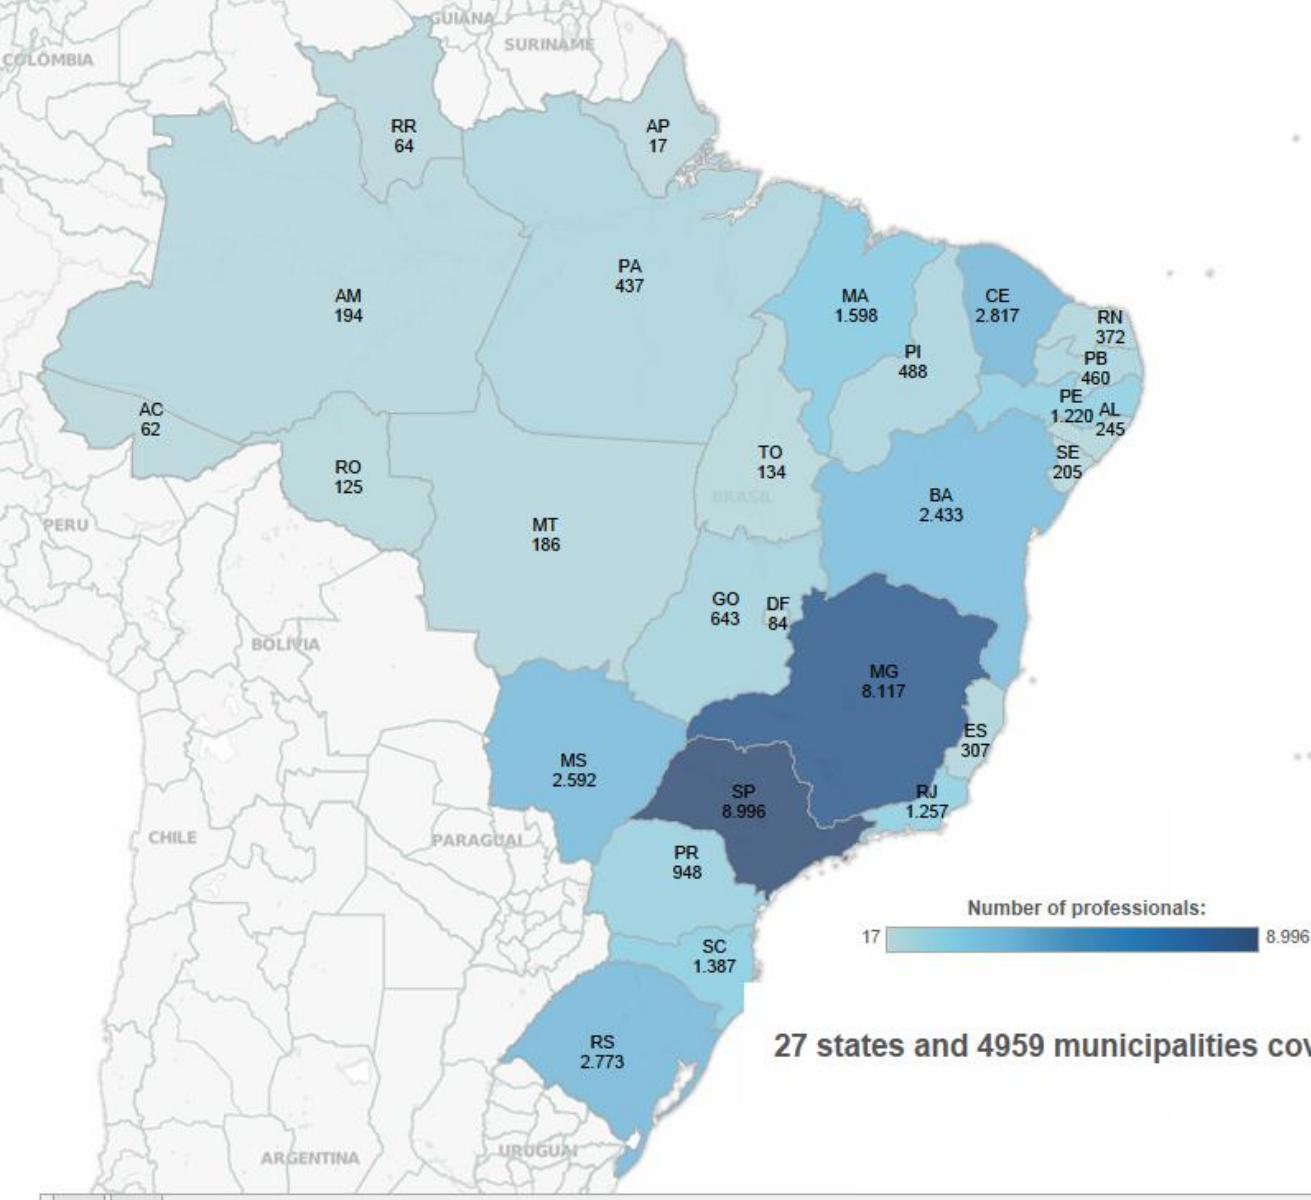 GUIANA
SURINAME
COLOMBIA
RR
64
AP
17
PA
437
AM
194
MA
1.598
CE
2.817
RN
372
PI
488
PB
460
PE
1.220
AL
245
AC
62
RO
125
TO
134
SE
205
BRASIL
BA
2.433
PERU
MT
186
GO
643
DF
84
BOLIVIA
MG
8.117
ES
307
MS
2.592
SP
8.996
RJ
1.257
CHILE
PARAGUAI
PR
948
Number of professionals:
17
8.996
SC
1.387
RS
2.773
27 states and 4959 municipalities cov
ARGENTINA
URUGUAI